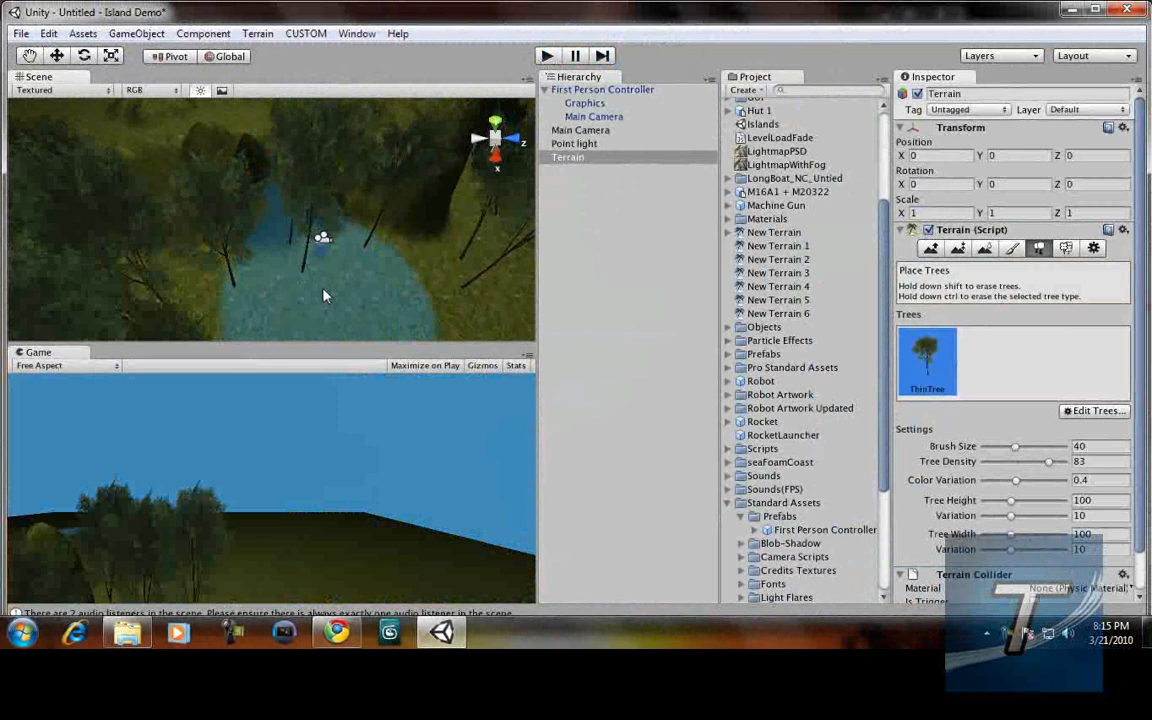 Unity - Untitled - Island Demo*
File Edit Assets GameObject Component Terrain CUSTOM Window Help
Pivot Global Layers Layout
Scene
Textured RGB
z
x
Game
Free Aspect Maximize on Play Gizmos Stats
There are 2 audio listeners in the scene. Please ensure there is always exactly one audio listener in the scene.
Hierarchy
First Person Controller
Graphics
Main Camera
Main Camera
Point light
Terrain
Project
Create
Hut 1
Islands
LevelLoadFade
LightmapPSD
LightmapWithFog
LongBoat_NC_Untied
M16A1 + M20322
Machine Gun
Materials
New Terrain
New Terrain 1
New Terrain 2
New Terrain 3
New Terrain 4
New Terrain 5
New Terrain 6
Objects
Particle Effects
Prefabs
Pro Standard Assets
Robot
Robot Artwork
Robot Artwork Updated
Rocket
RocketLauncher
Scripts
seaFoamCoast
Sounds
Sounds(FPS)
Standard Assets
Prefabs
First Person Controller
Blob-Shadow
Camera Scripts
Credits Textures
Fonts
Light Flares
Inspector
Terrain
Tag Untagged Layer Default
Transform
Position
X 0 Y 0 Z 0
Rotation
X 0 Y 0 Z 0
Scale
X 1 Y 1 Z 1
Terrain (Script)
Place Trees
Hold down shift to erase trees.
Hold down ctrl to erase the selected tree type.
Trees
ThinTree
Edit Trees...
Settings
Brush Size 40
Tree Density 83
Color Variation 0.4
Tree Height 100
Variation 10
Tree Width 100
Variation 10
Terrain Collider
Material None (Physic Material)
Is Trigger
T
8:15 PM
3/21/2010